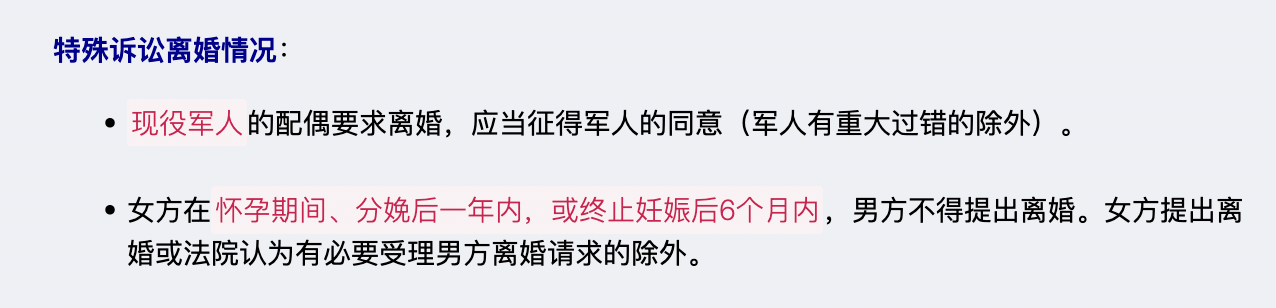 特殊诉讼离婚情况：
• 现役军人的配偶要求离婚，应当征得军人的同意（军人有重大过错的除外）。
• 女方在怀孕期间、分娩后一年内，或终止妊娠后6个月内，男方不得提出离婚。女方提出离
婚或法院认为有必要受理男方离婚请求的除外。